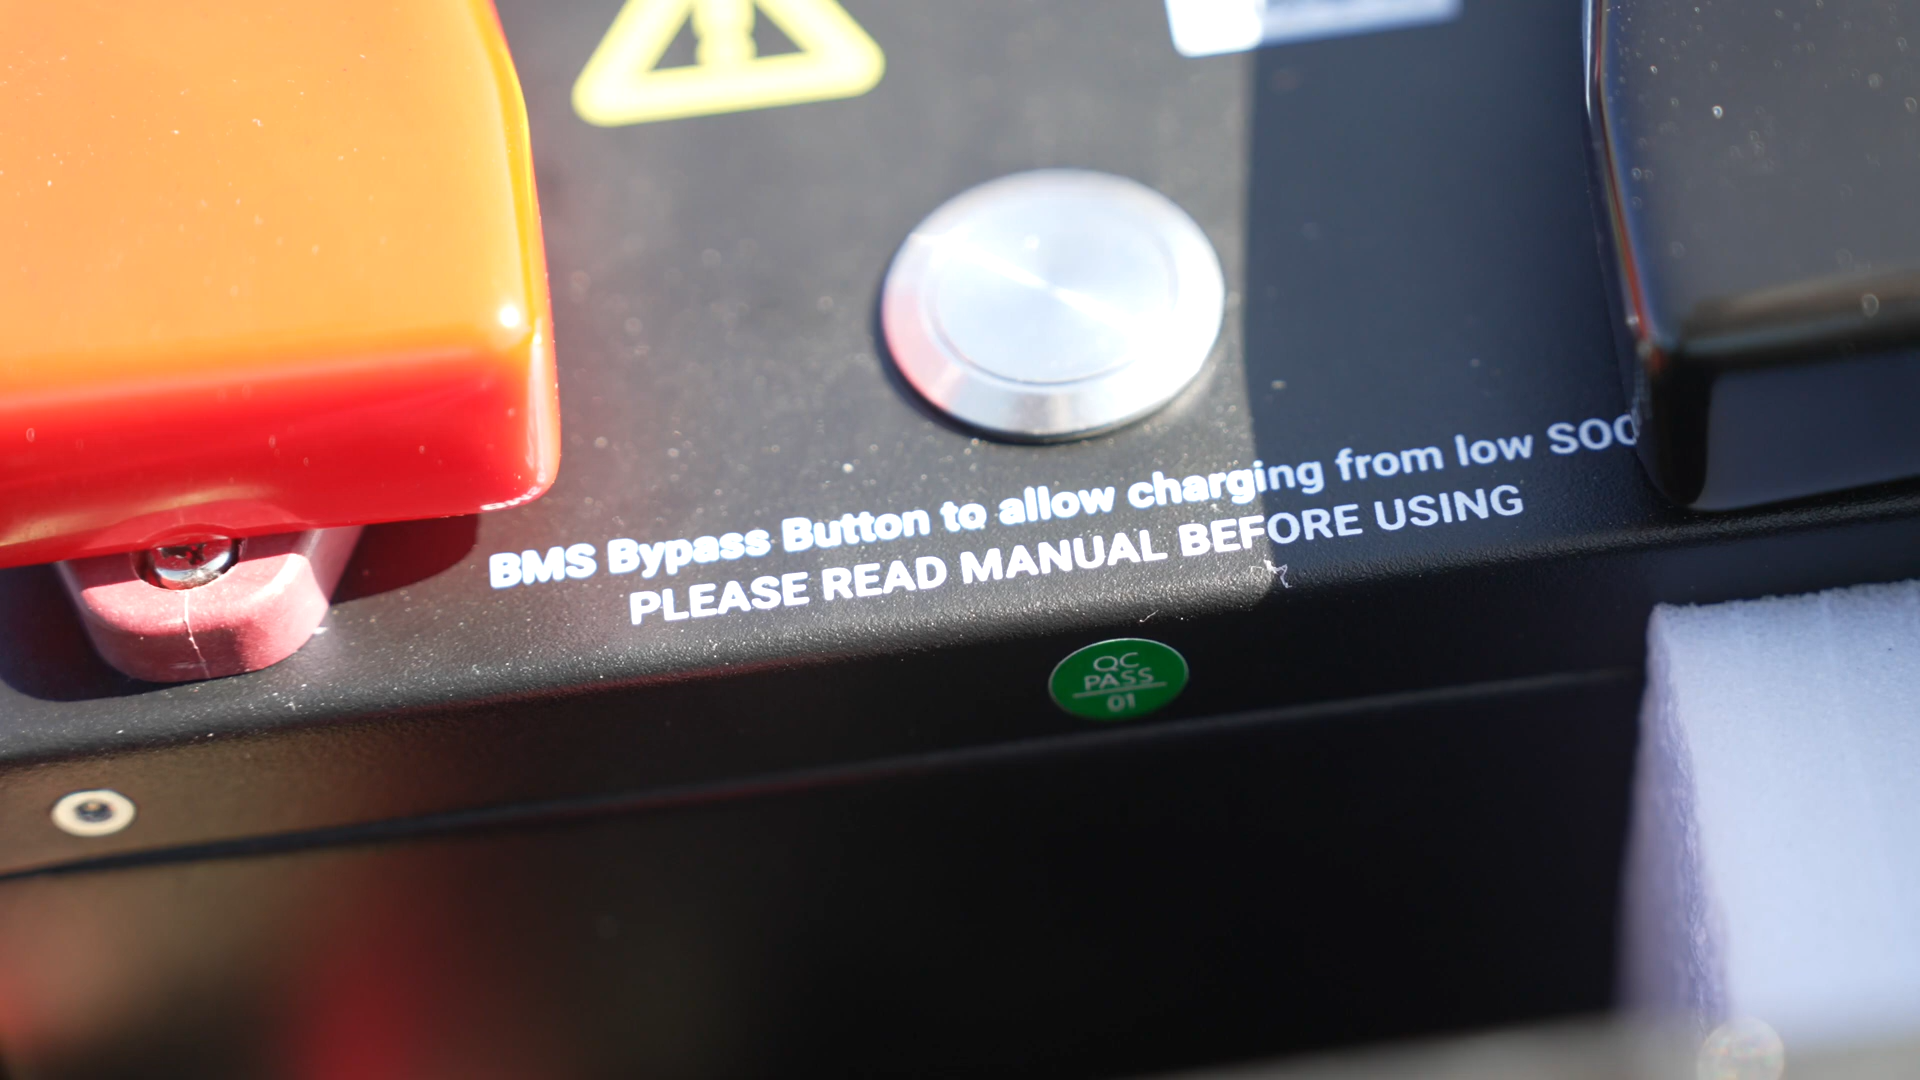 BMS Bypass Button to allow charging from low SOC
PLEASE READ MANUAL BEFORE USING
QC
PASS
01